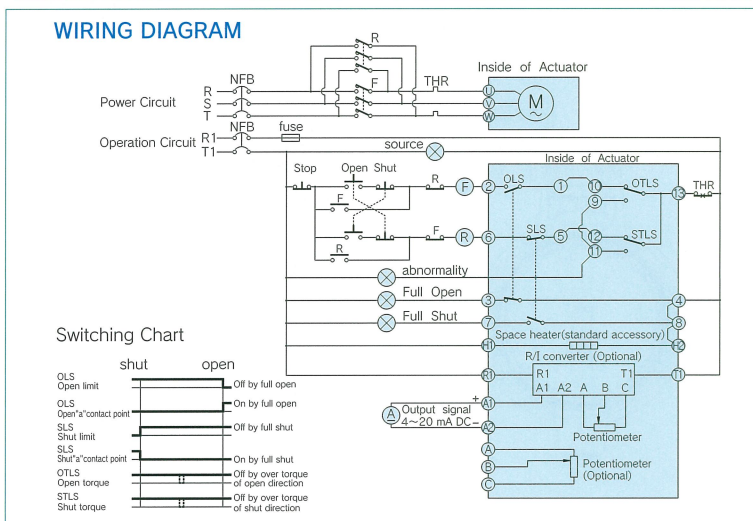 WIRING DIAGRAM
R
NFB
F
THR
Inside of Actuator
Power Circuit
R
S
T
U
V
W
M
Operation Circuit
R1
T1
NFB
fuse
source
Inside of Actuator
Stop
Open
Shut
R
F
2
OLS
1
10
OTLS
13
THR
F
9
F
R
6
SLS
5
12
STLS
11
R
abnormality
Full Open
3
4
Full Shut
7
8
Space heater(standard accessory)
H1
H2
R/I converter (Optional)
R1
R1
T1
T1
A1
A2
A
B
C
+
A1
A
Output signal
4~20 mA DC
−
A2
Potentiometer
A
B
C
Potentiometer
(Optional)
Switching Chart
shut
open
OLS
Open limit
Off by full open
OLS
Open"a"contact point
On by full open
SLS
Shut limit
Off by full shut
SLS
Shut"a"contact point
On by full shut
OTLS
Open torque
Off by over torque
of open direction
STLS
Shut torque
Off by over torque
of shut direction